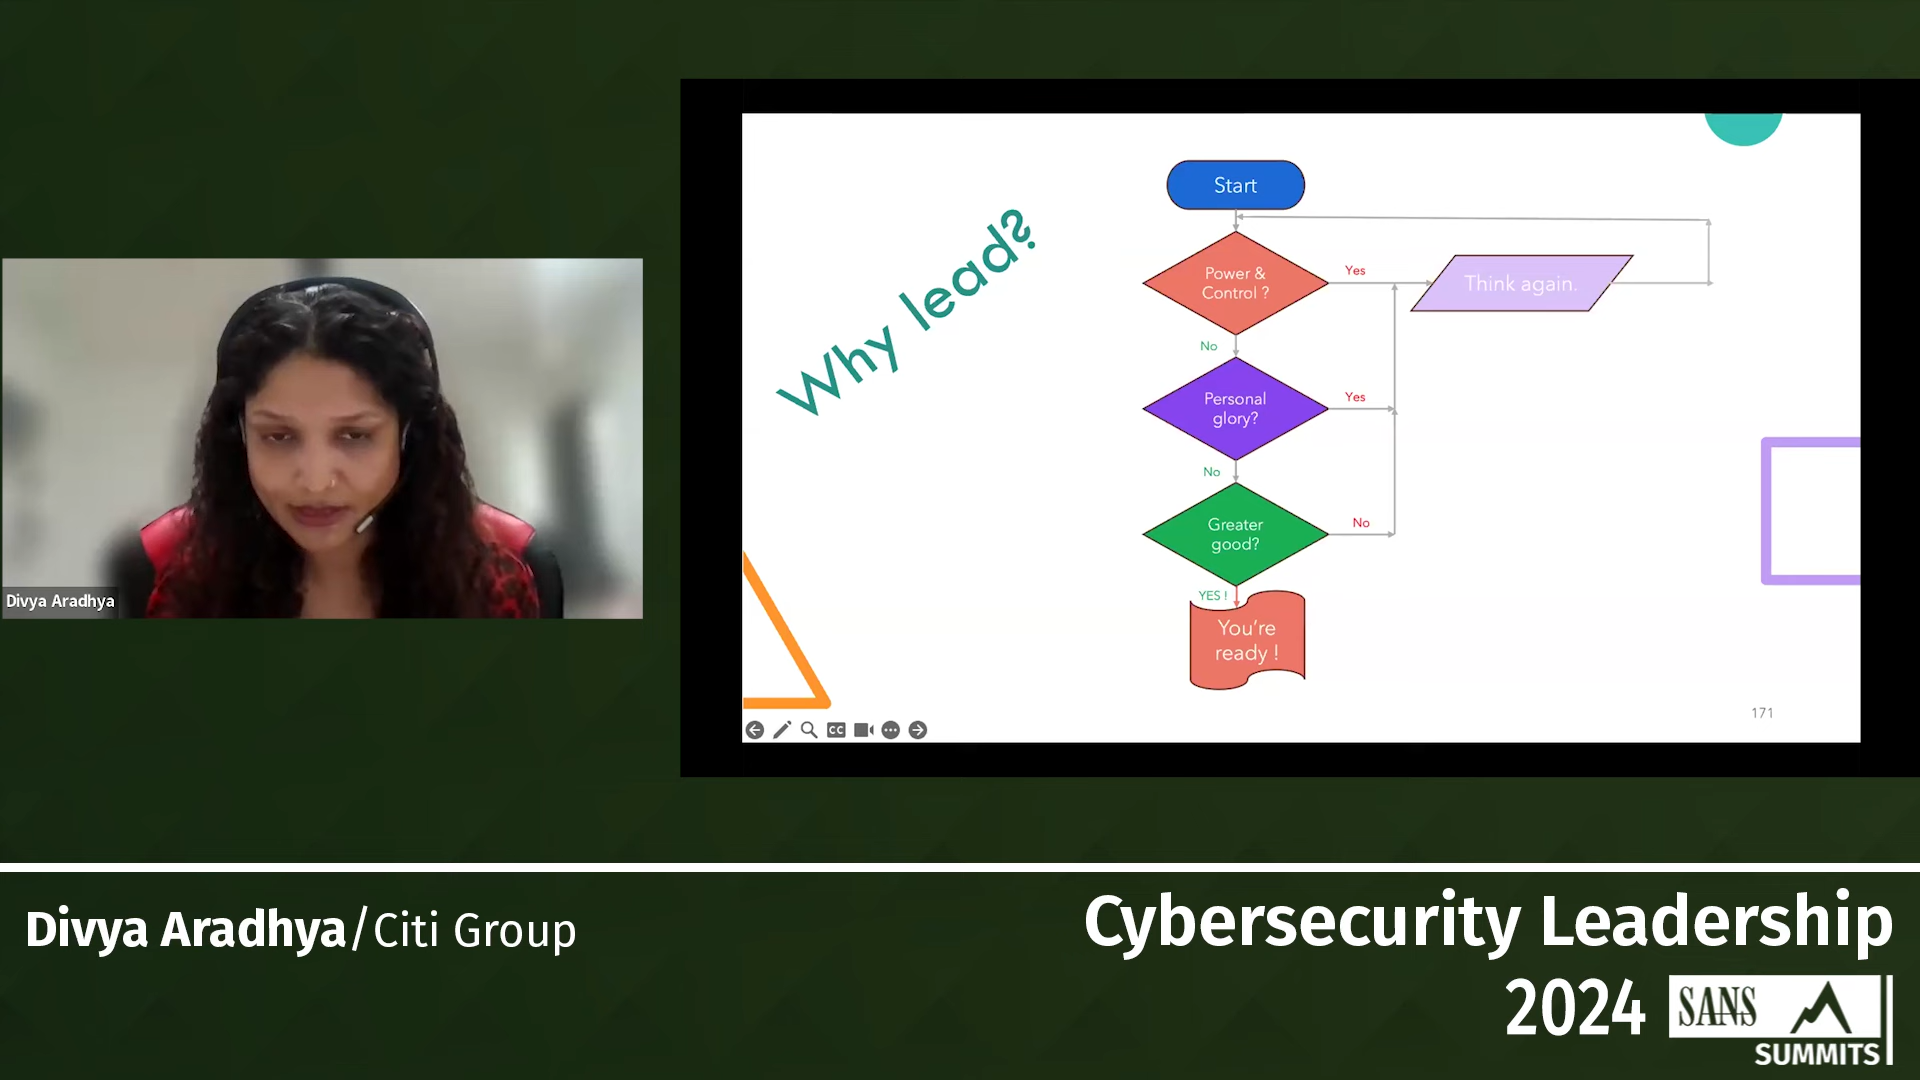 Start
Why lead?
Power &
Control ?
Yes
Think again.
No
Personal
glory?
Yes
No
Greater
good?
No
YES !
You're
ready !
171
CC
Divya Aradhya
Divya Aradhya/Citi Group
Cybersecurity Leadership
2024
SANS
SUMMITS